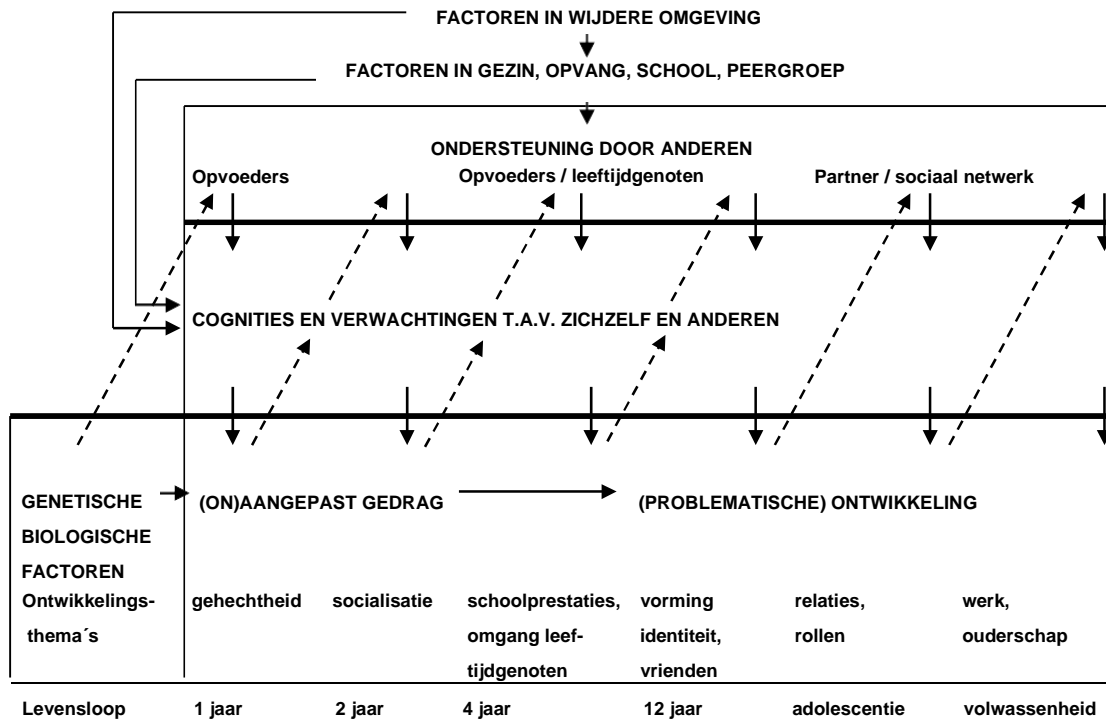 FACTOREN IN WIJDERE OMGEVING
FACTOREN IN GEZIN, OPVANG, SCHOOL, PEERGROEP
ONDERSTEUNING DOOR ANDEREN
Opvoeders
Opvoeders / leeftijdgenoten
Partner / sociaal netwerk
COGNITIES EN VERWACHTINGEN T.A.V. ZICHZELF EN ANDEREN
GENETISCHE
BIOLOGISCHE
FACTOREN
(ON)AANGEPAST GEDRAG
(PROBLEMATISCHE) ONTWIKKELING
Ontwikkelings-
thema´s
gehechtheid
socialisatie
schoolprestaties,
omgang leef-
tijdgenoten
vorming
identiteit,
vrienden
relaties,
rollen
werk,
ouderschap
Levensloop
1 jaar
2 jaar
4 jaar
12 jaar
adolescentie
volwassenheid